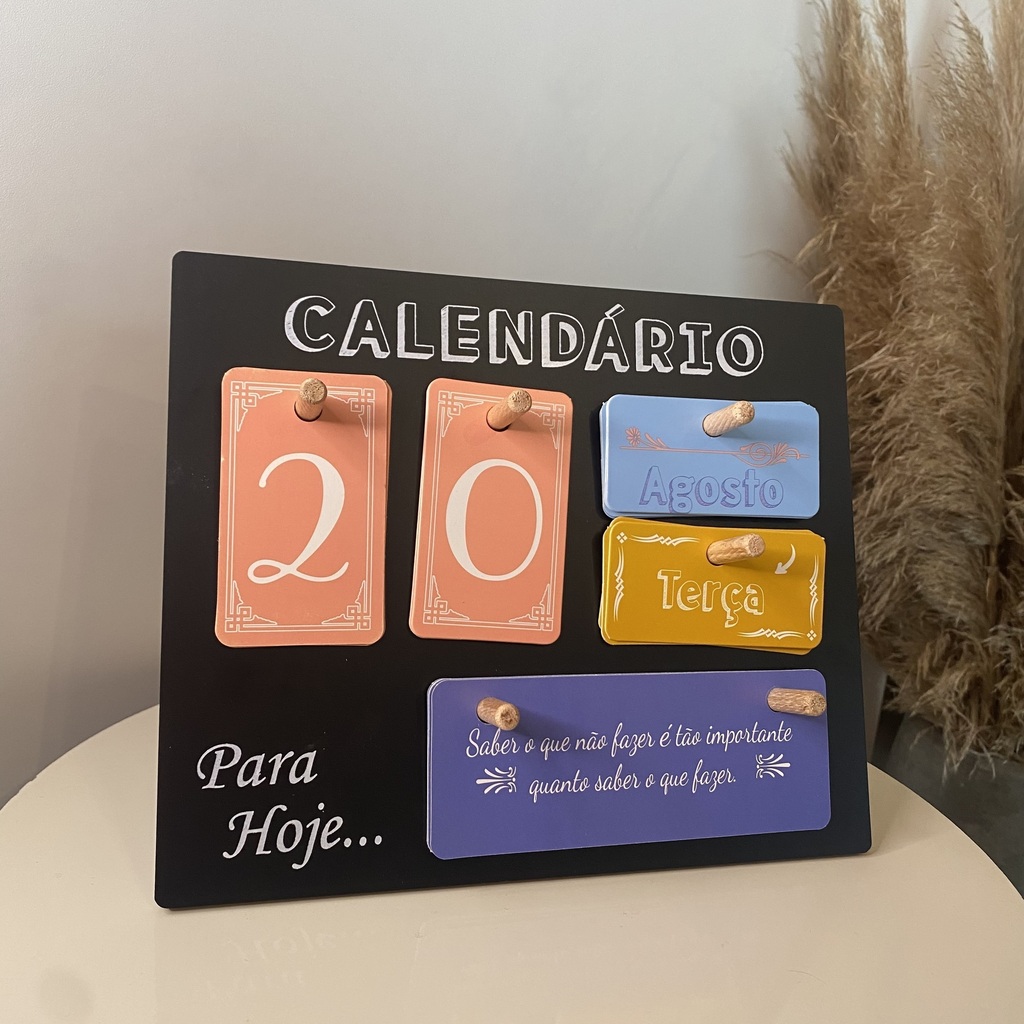 CALENDÁRIO
2 0
Agosto
Terça
Para
Hoje...
Saber o que não fazer é tão importante
quanto saber o que fazer.